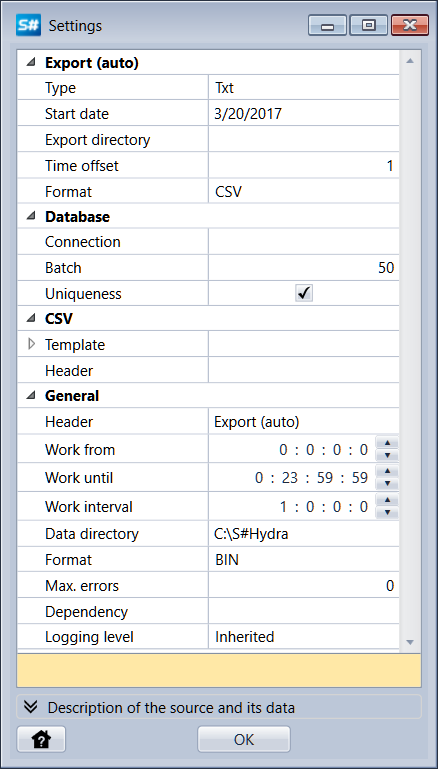 S# Settings
Export (auto)
Type Txt
Start date 3/20/2017
Export directory
Time offset 1
Format CSV
Database
Connection
Batch 50
Uniqueness
CSV
Template
Header
General
Header Export (auto)
Work from 0 : 0 : 0 : 0
Work until 0 : 23 : 59 : 59
Work interval 1 : 0 : 0 : 0
Data directory C:\S#Hydra
Format BIN
Max. errors 0
Dependency
Logging level Inherited
Description of the source and its data
OK